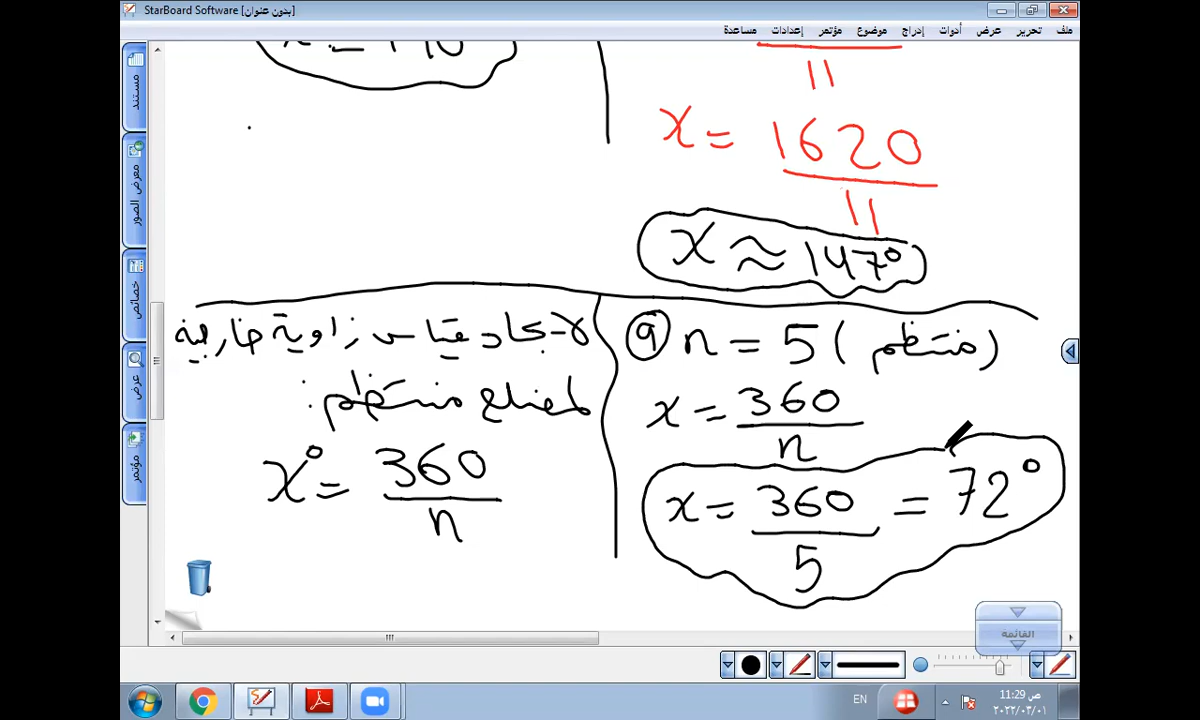 StarBoard Software [بدون عنوان]
ملف تحرير عرض أدوات إدراج موضوع مؤتمر إعدادات مساعدة
مستند
معرض الصور
خصائص
عرض
مؤتمر
11
x = 1620
11
x ≈ 147°
9 n = 5 (منتظم)
x = 360
n
x = 360 = 72°
5
لايجاد قياس زاوية خارجية
لمضلع منتظم:
x° = 360
n
القائمة
EN
11:29 ص
٢٠٢٢/٠٣/٠١